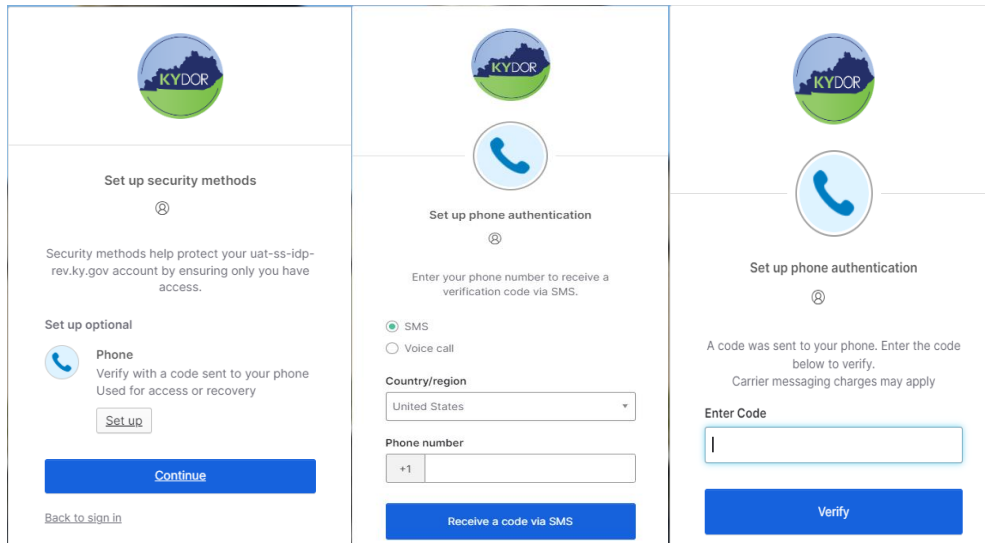 KYDOR
Set up security methods
Security methods help protect your uat-ss-idp-
rev.ky.gov account by ensuring only you have
access.
Set up optional
Phone
Verify with a code sent to your phone
Used for access or recovery
Set up
Continue
Back to sign in
KYDOR
Set up phone authentication
Enter your phone number to receive a
verification code via SMS.
SMS
Voice call
Country/region
United States
Phone number
+1
Receive a code via SMS
KYDOR
Set up phone authentication
A code was sent to your phone. Enter the code
below to verify.
Carrier messaging charges may apply
Enter Code
Verify